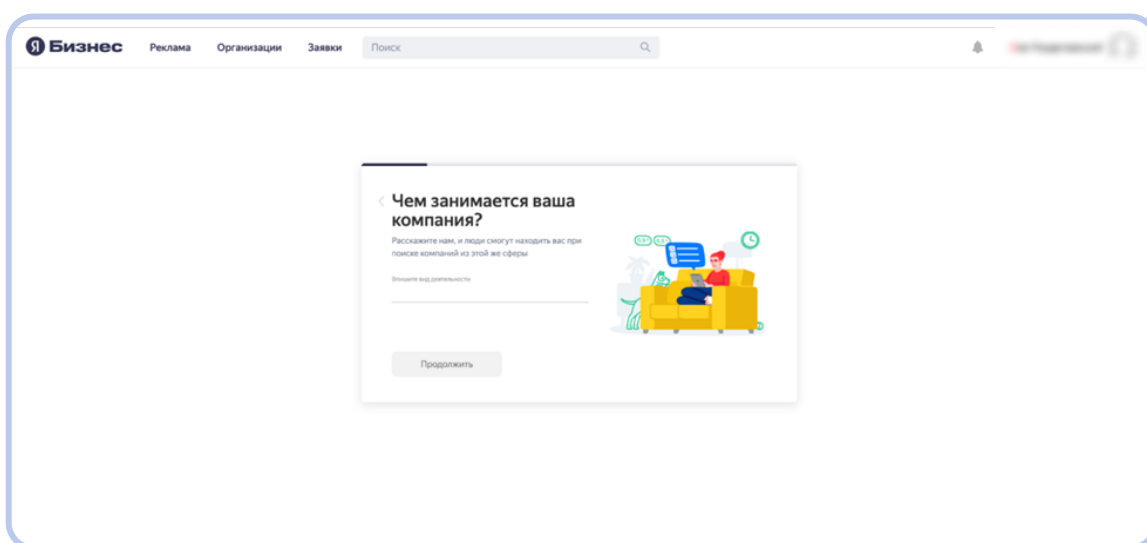 Я Бизнес Реклама Организации Заявки Поиск
Чем занимается ваша
компания?
Расскажите нам, и люди смогут находить вас при
поиске компаний из этой же сферы
Впишите вид деятельности
Продолжить